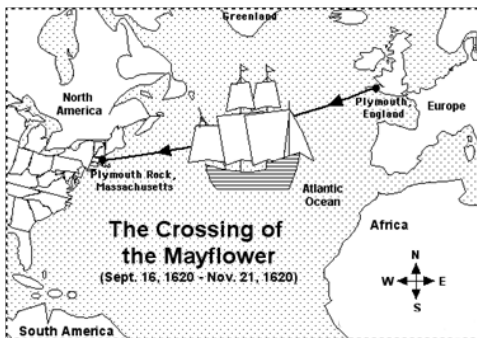 Greenland
North
America
Plymouth,
England
Europe
Plymouth Rock,
Massachusetts
Atlantic
Ocean
The Crossing of
the Mayflower
(Sept. 16, 1620 - Nov. 21, 1620)
Africa
N
W E
S
South America